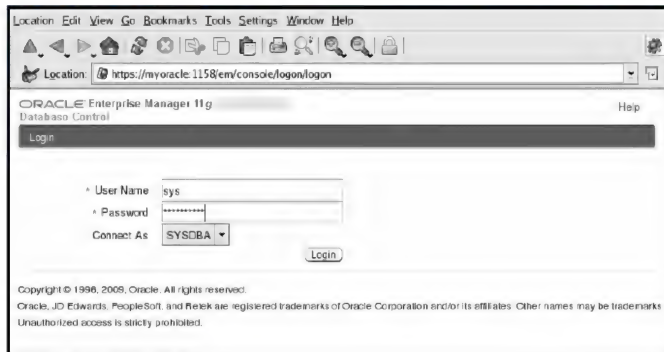 Location Edit View Go Bookmarks Tools Settings Window Help
Location: https://myoracle:1158/em/console/logon/logon
ORACLE Enterprise Manager 11g
Database Control
Help
Login
* User Name sys
* Password **********
Connect As SYSDBA
Login
Copyright © 1996, 2009, Oracle. All rights reserved.
Oracle, JD Edwards, PeopleSoft, and Retek are registered trademarks of Oracle Corporation and/or its affiliates. Other names may be trademarks
Unauthorized access is strictly prohibited.